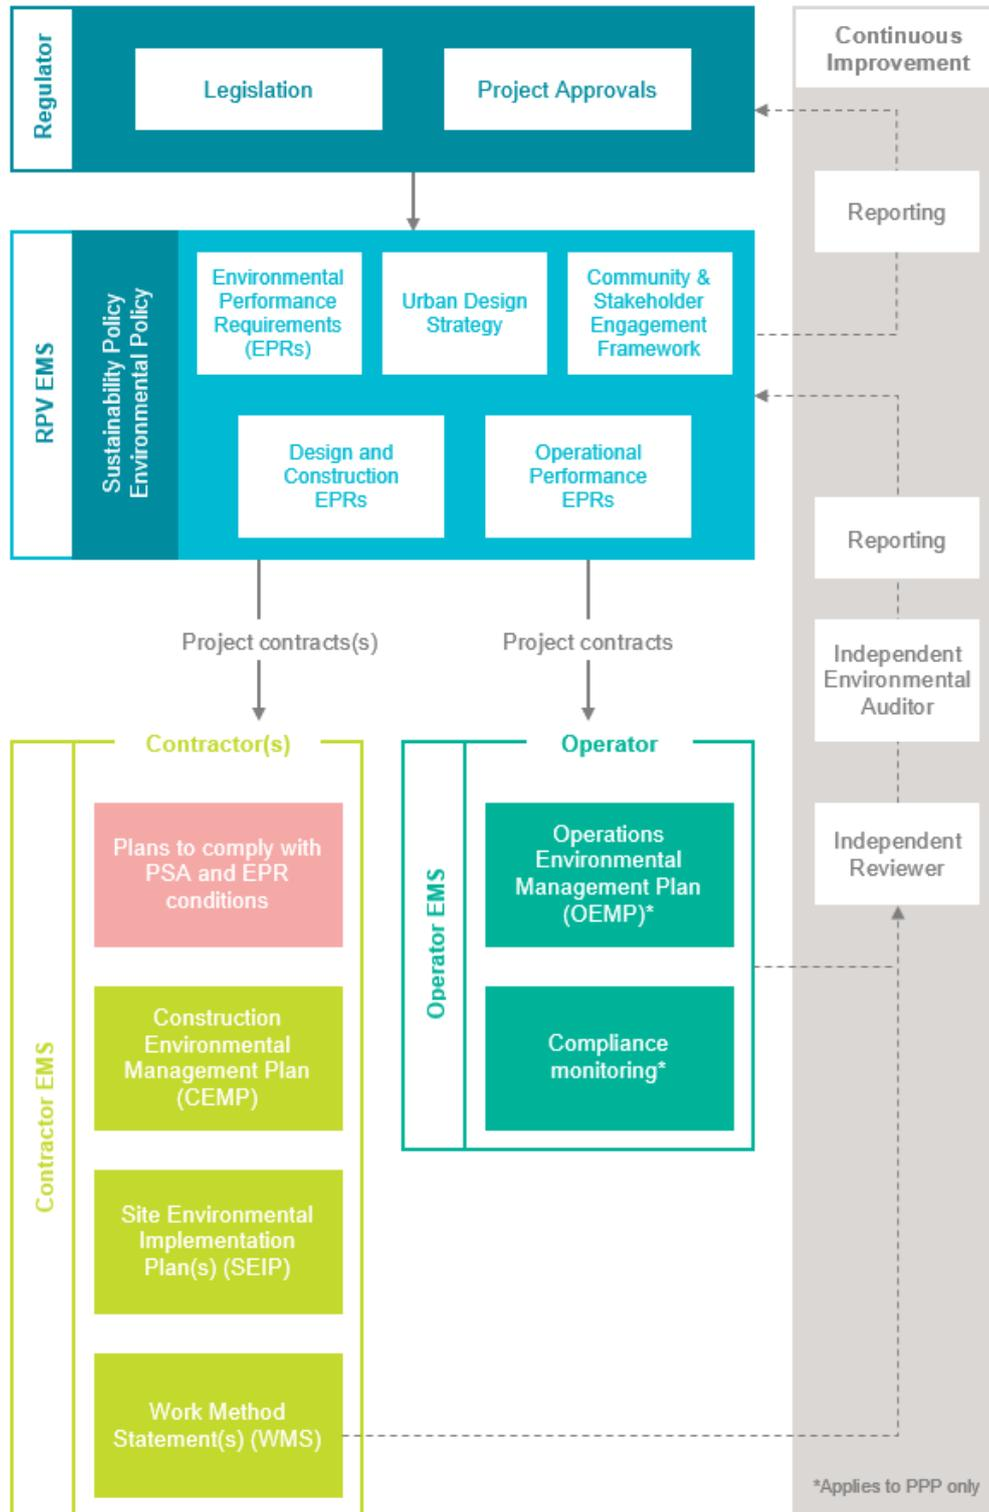 Regulator
Legislation
Project Approvals
Continuous
Improvement
Reporting
RPV EMS
Sustainability Policy
Environmental Policy
Environmental
Performance
Requirements
(EPRs)
Urban Design
Strategy
Community &
Stakeholder
Engagement
Framework
Design and
Construction
EPRs
Operational
Performance
EPRs
Reporting
Project contracts(s)
Project contracts
Independent
Environmental
Auditor
Contractor EMS
Contractor(s)
Plans to comply with
PSA and EPR
conditions
Construction
Environmental
Management Plan
(CEMP)
Site Environmental
Implementation
Plan(s) (SEIP)
Work Method
Statement(s) (WMS)
Operator EMS
Operator
Operations
Environmental
Management Plan
(OEMP)*
Compliance
monitoring*
Independent
Reviewer
*Applies to PPP only